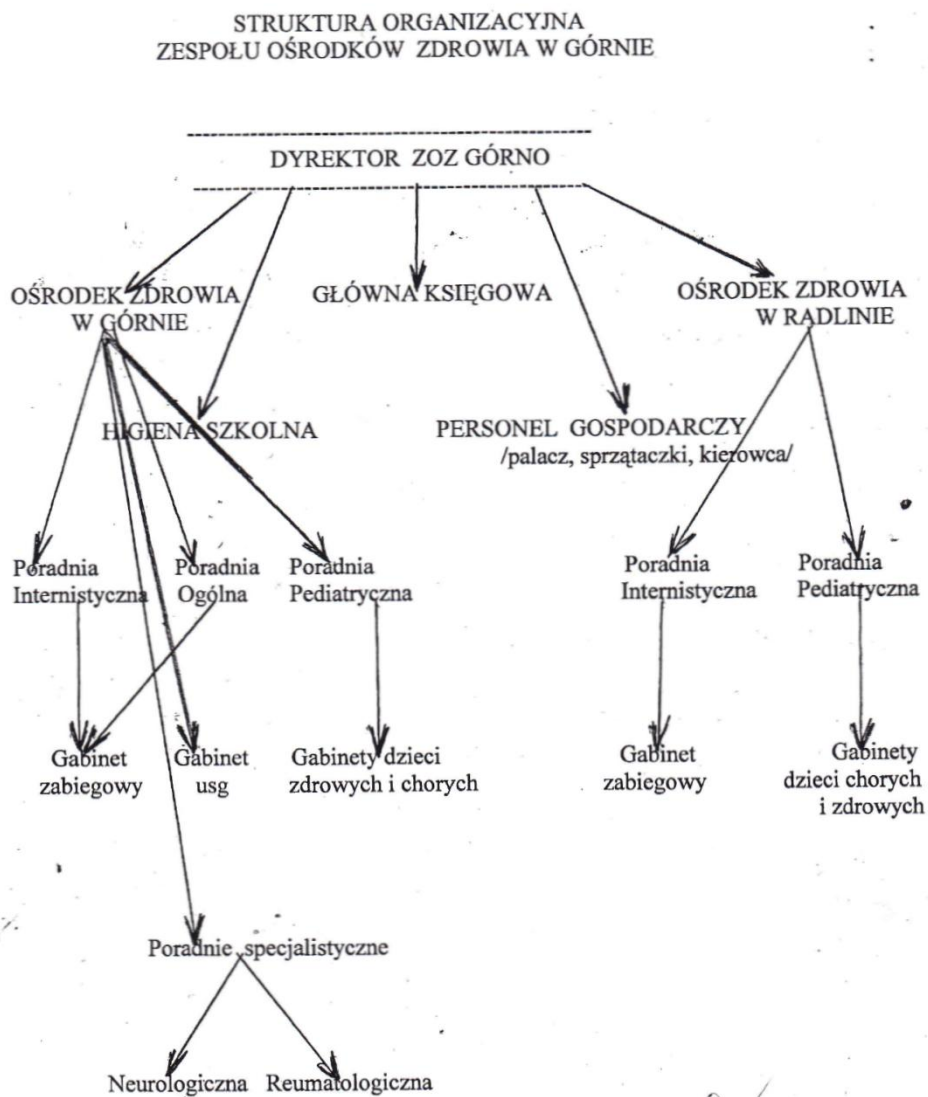 STRUKTURA ORGANIZACYJNA
ZESPOŁU OŚRODKÓW ZDROWIA W GÓRNIE
DYREKTOR ZOZ GÓRNO
OŚRODEK ZDROWIA
W GÓRNIE
GŁÓWNA KSIĘGOWA
OŚRODEK ZDROWIA
W RADLINIE
HIGIENA SZKOLNA
PERSONEL GOSPODARCZY
/palacz, sprzątaczki, kierowca/
Poradnia
Internistyczna
Poradnia
Ogólna
Poradnia
Pediatryczna
Poradnia
Internistyczna
Poradnia
Pediatryczna
Gabinet
zabiegowy
Gabinet
usg
Gabinety dzieci
zdrowych i chorych
Gabinet
zabiegowy
Gabinety
dzieci chorych
i zdrowych
Poradnie specjalistyczne
Neurologiczna
Reumatologiczna